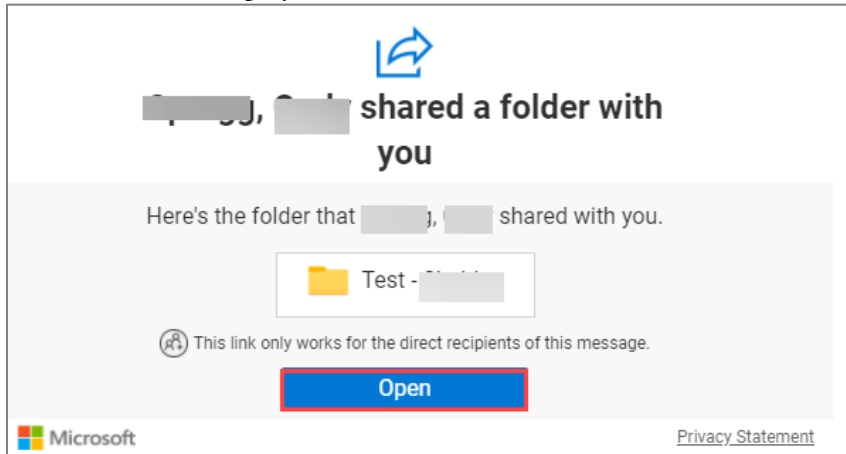 shared a folder with
you
Here's the folder that shared with you.
Test -
This link only works for the direct recipients of this message.
Open
Microsoft
Privacy Statement